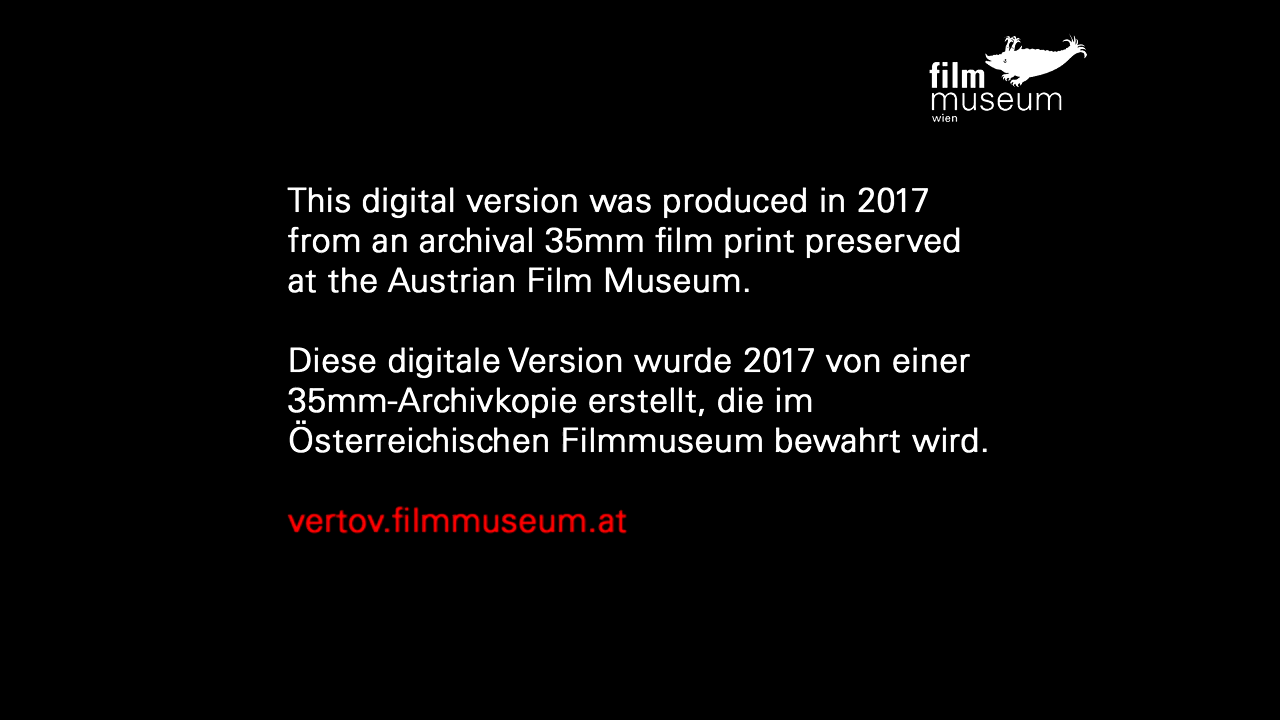 film
museum
wien
This digital version was produced in 2017
from an archival 35mm film print preserved
at the Austrian Film Museum.
Diese digitale Version wurde 2017 von einer
35mm-Archivkopie erstellt, die im
Österreichischen Filmmuseum bewahrt wird.
vertov.filmmuseum.at